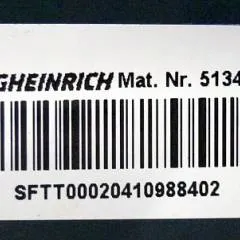 GHEINRICH Mat. Nr. 5134
SFTT00020410988402